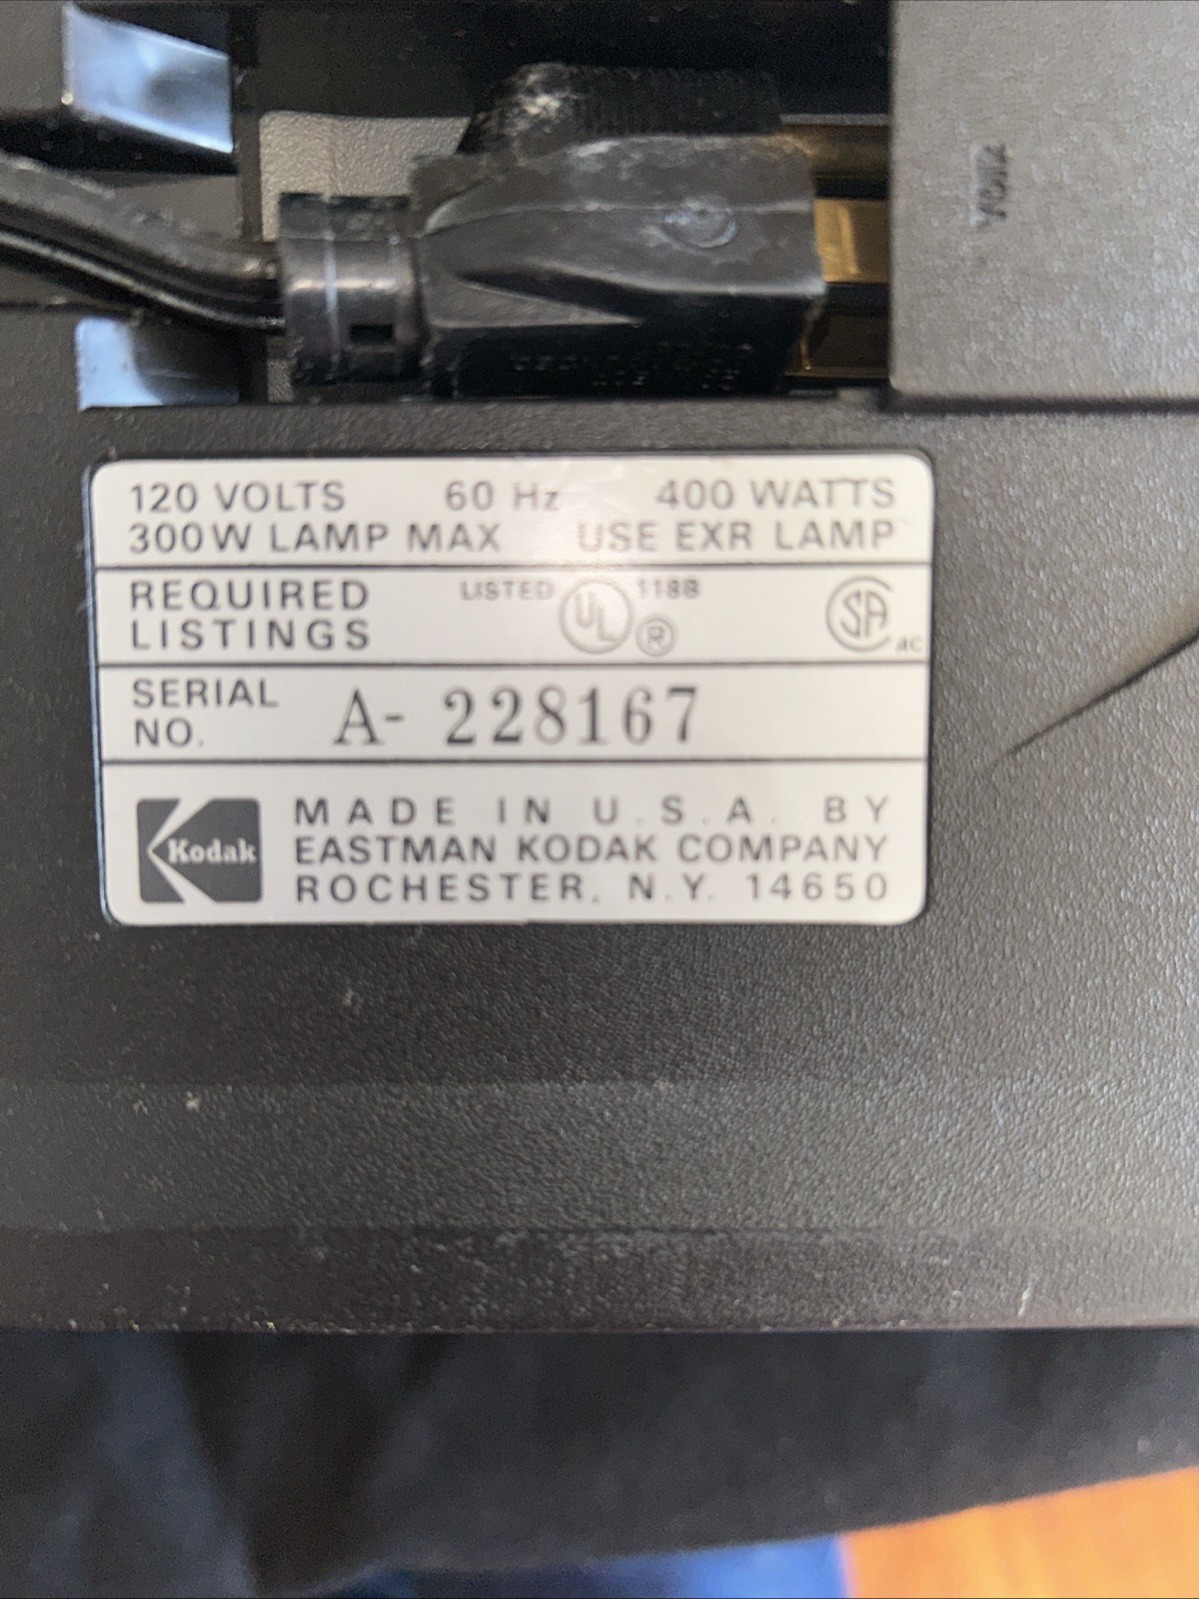 120 VOLTS 60 Hz 400 WATTS
300W LAMP MAX USE EXR LAMP
REQUIRED LISTINGS
LISTED UL ® 118B
SA AC
SERIAL NO. A- 228167
Kodak
MADE IN U.S.A. BY
EASTMAN KODAK COMPANY
ROCHESTER, N.Y. 14650